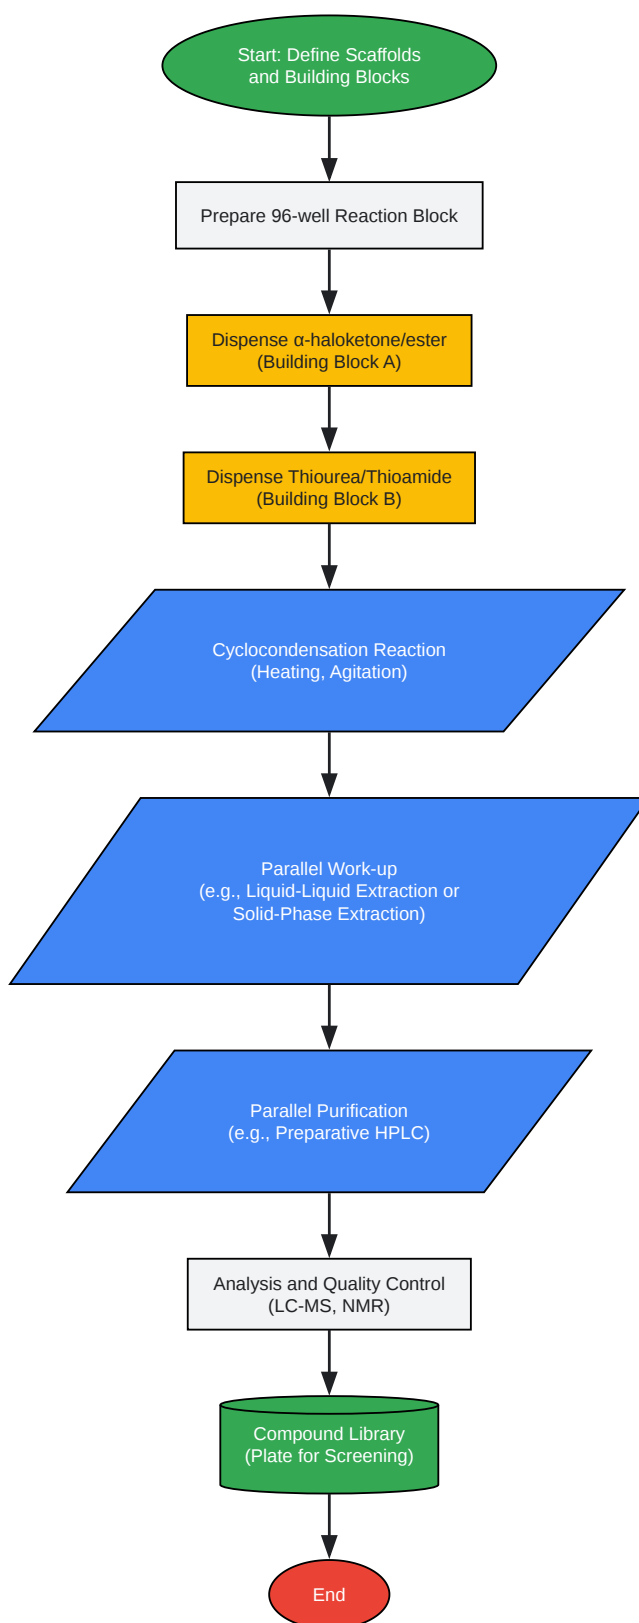 Start: Define Scaffolds
and Building Blocks
Prepare 96-well Reaction Block
Dispense α-haloketone/ester
(Building Block A)
Dispense Thiourea/Thioamide
(Building Block B)
Cyclocondensation Reaction
(Heating, Agitation)
Parallel Work-up
(e.g., Liquid-Liquid Extraction or
Solid-Phase Extraction)
Parallel Purification
(e.g., Preparative HPLC)
Analysis and Quality Control
(LC-MS, NMR)
Compound Library
(Plate for Screening)
End